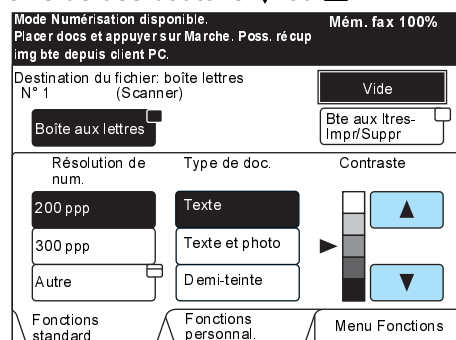 Mode Numérisation disponible.
Mém. fax 100%
Placer docs et appuyer sur Marche. Poss. récup
img bte depuis client PC.
Destination du fichier: boîte lettres
N° 1 (Scanner)
Vide
Boîte aux lettres
Bte aux ltres-
Impr/Suppr
Résolution de
num.
Type de doc.
Contraste
200 ppp
Texte
300 ppp
Texte et photo
Autre
Demi-teinte
Fonctions
standard
Fonctions
personnal.
Menu Fonctions